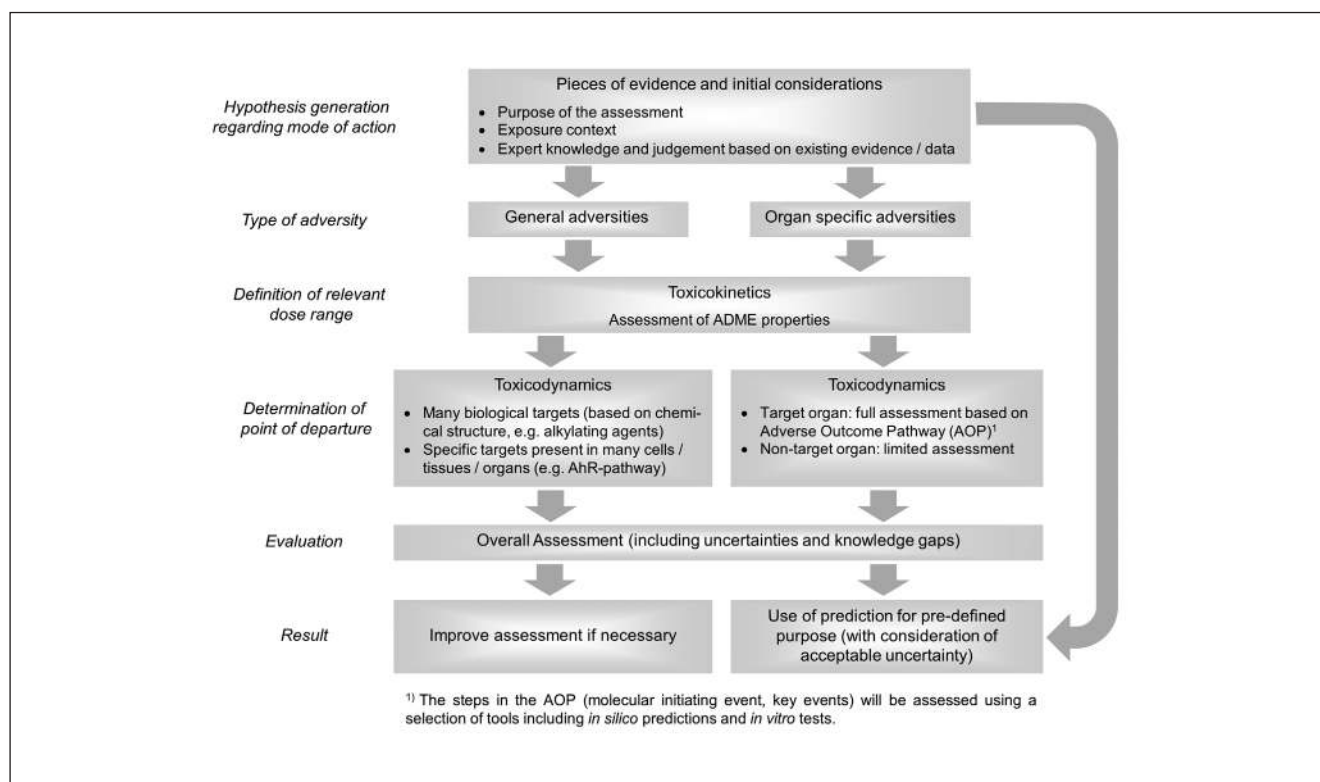 Hypothesis generation
regarding mode of action
Pieces of evidence and initial considerations
• Purpose of the assessment
• Exposure context
• Expert knowledge and judgement based on existing evidence / data
Type of adversity
General adversities
Organ specific adversities
Definition of relevant
dose range
Toxicokinetics
Assessment of ADME properties
Determination of
point of departure
Toxicodynamics
• Many biological targets (based on chemi-
cal structure, e.g. alkylating agents)
• Specific targets present in many cells /
tissues / organs (e.g. AhR-pathway)
Toxicodynamics
• Target organ: full assessment based on
Adverse Outcome Pathway (AOP)¹
• Non-target organ: limited assessment
Evaluation
Overall Assessment (including uncertainties and knowledge gaps)
Result
Improve assessment if necessary
Use of prediction for pre-defined
purpose (with consideration of
acceptable uncertainty)
¹⁾ The steps in the AOP (molecular initiating event, key events) will be assessed using a
selection of tools including in silico predictions and in vitro tests.